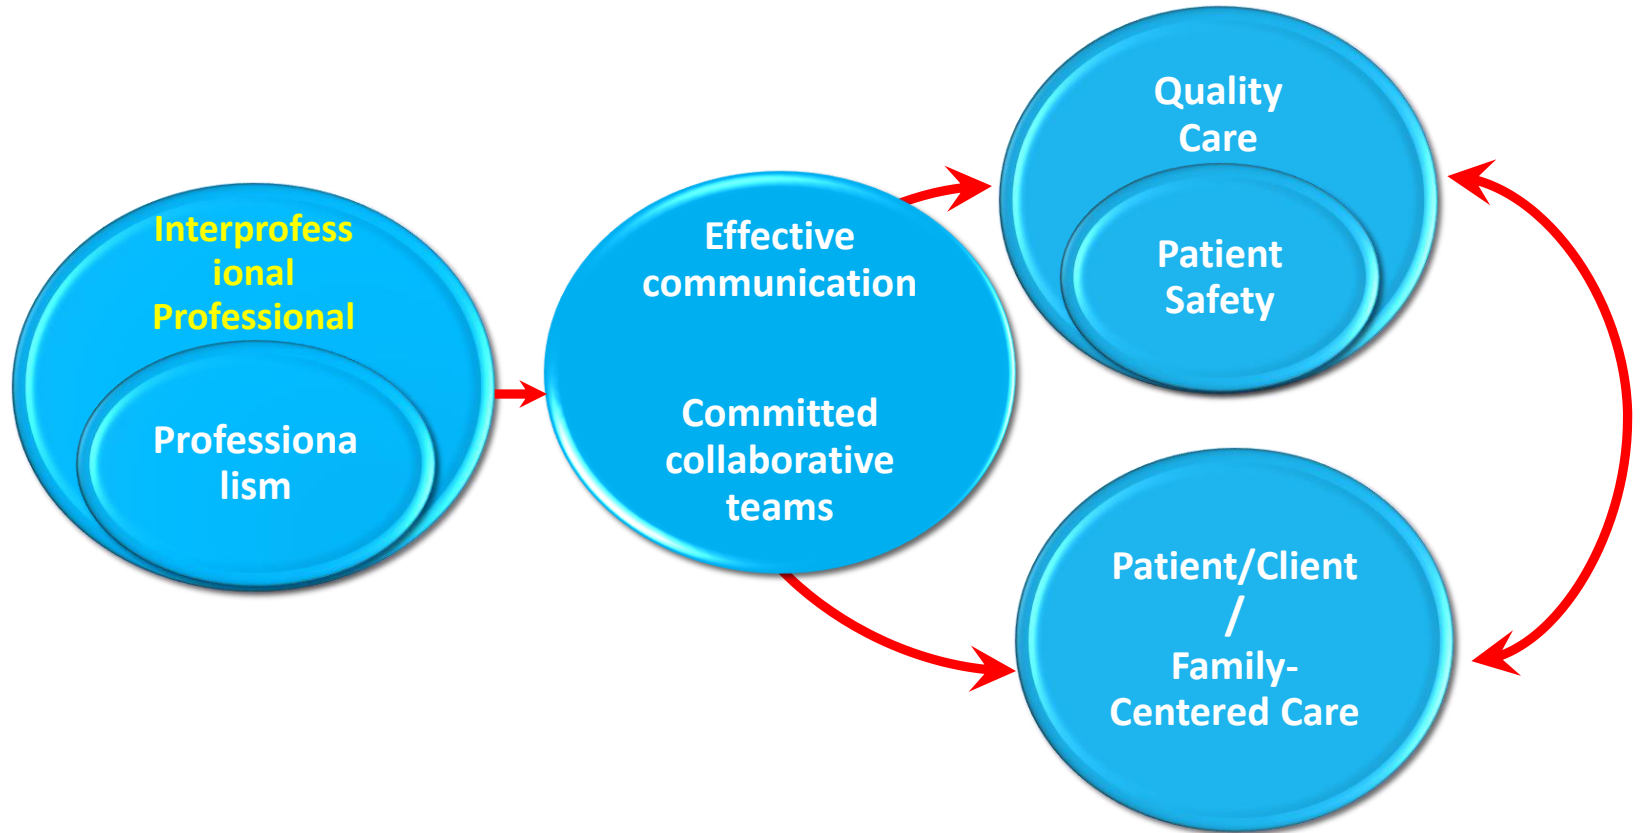 Interprofess
ional
Professional
Professiona
lism
Effective
communication
Committed
collaborative
teams
Quality
Care
Patient
Safety
Patient/Client
/
Family-
Centered Care